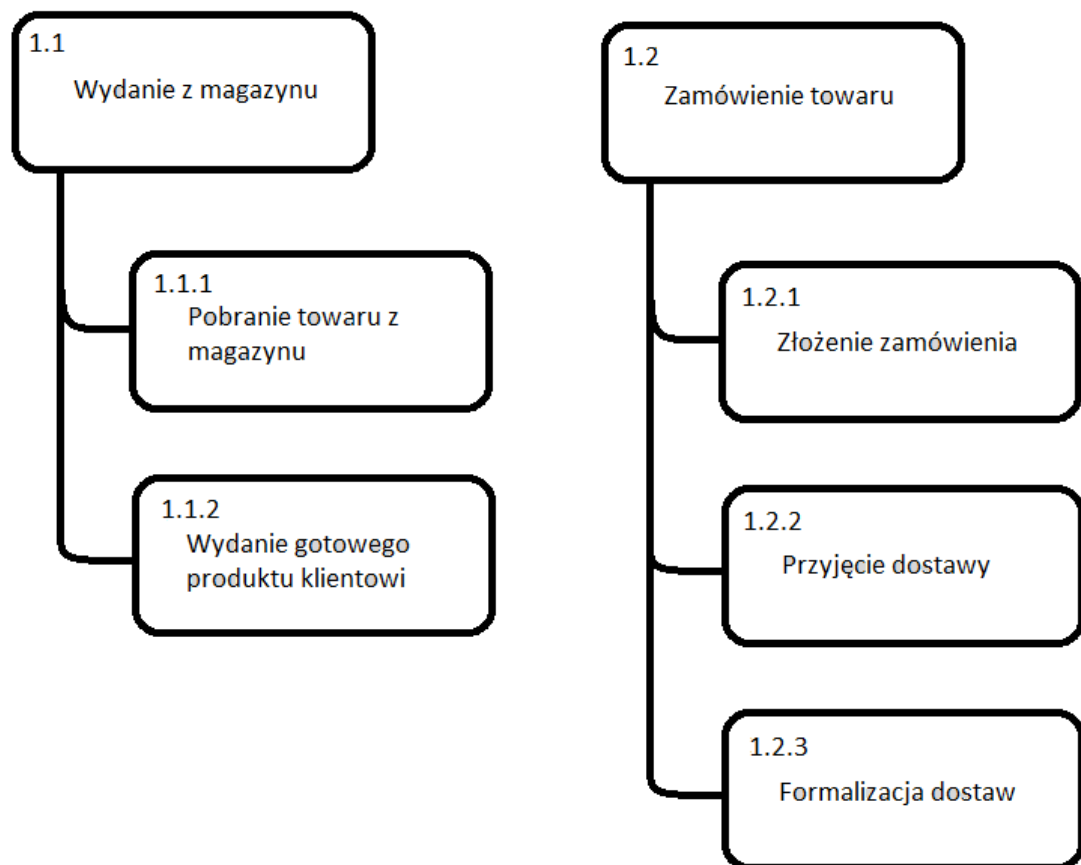 1.1
Wydanie z magazynu
1.1.1
Pobranie towaru z
magazynu
1.1.2
Wydanie gotowego
produktu klientowi
1.2
Zamówienie towaru
1.2.1
Złożenie zamówienia
1.2.2
Przyjęcie dostawy
1.2.3
Formalizacja dostaw